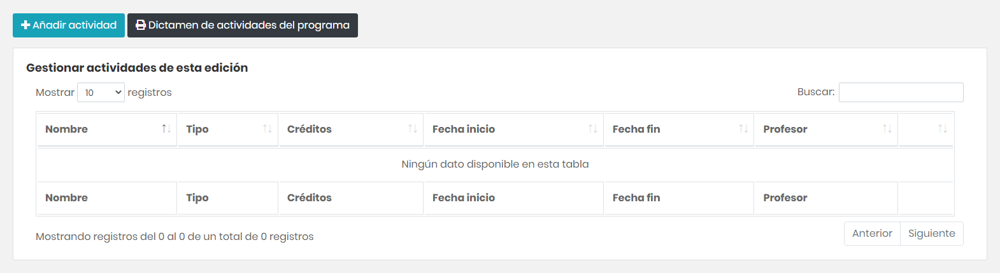 Añadir actividad Dictamen de actividades del programa
Gestionar actividades de esta edición
Mostrar 10 registros Buscar:
Nombre Tipo Créditos Fecha inicio Fecha fin Profesor
Ningún dato disponible en esta tabla
Nombre Tipo Créditos Fecha inicio Fecha fin Profesor
Mostrando registros del 0 al 0 de un total de 0 registros Anterior Siguiente